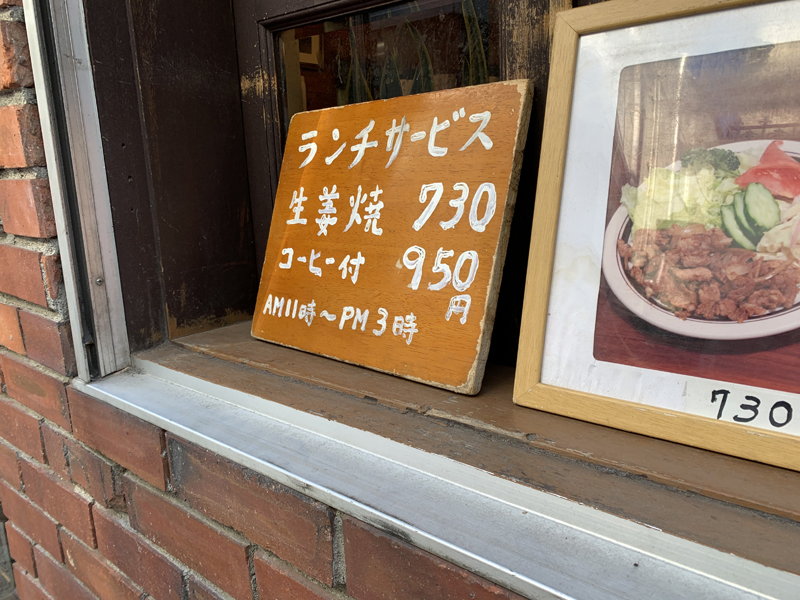 ランチサービス
生姜焼 730
コーヒー付 950
円
AM11時～PM3時
730